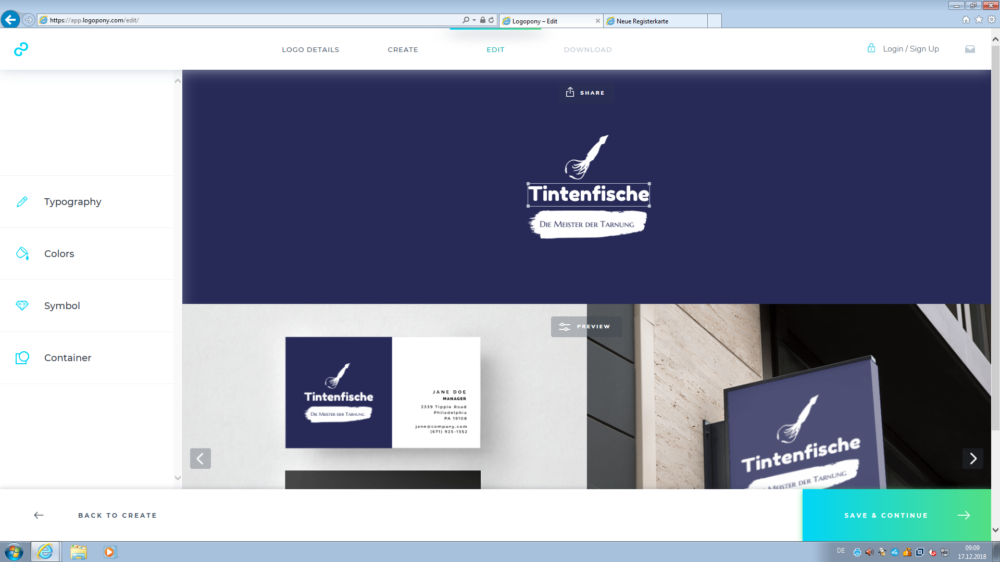 https://app.logopony.com/edit/
Logopony – Edit
Neue Registerkarte
LOGO DETAILS
CREATE
EDIT
DOWNLOAD
Login / Sign Up
SHARE
Typography
Colors
Symbol
Container
Tintenfische
Die Meister der Tarnung
PREVIEW
Tintenfische
Die Meister der Tarnung
JANE DOE
MANAGER
2339 Tipple Road
Philadelphia
PA 19108
jane@company.com
(671) 925-1352
Tintenfische
Meister der Tarnung
BACK TO CREATE
SAVE & CONTINUE
DE
09:09
17.12.2018